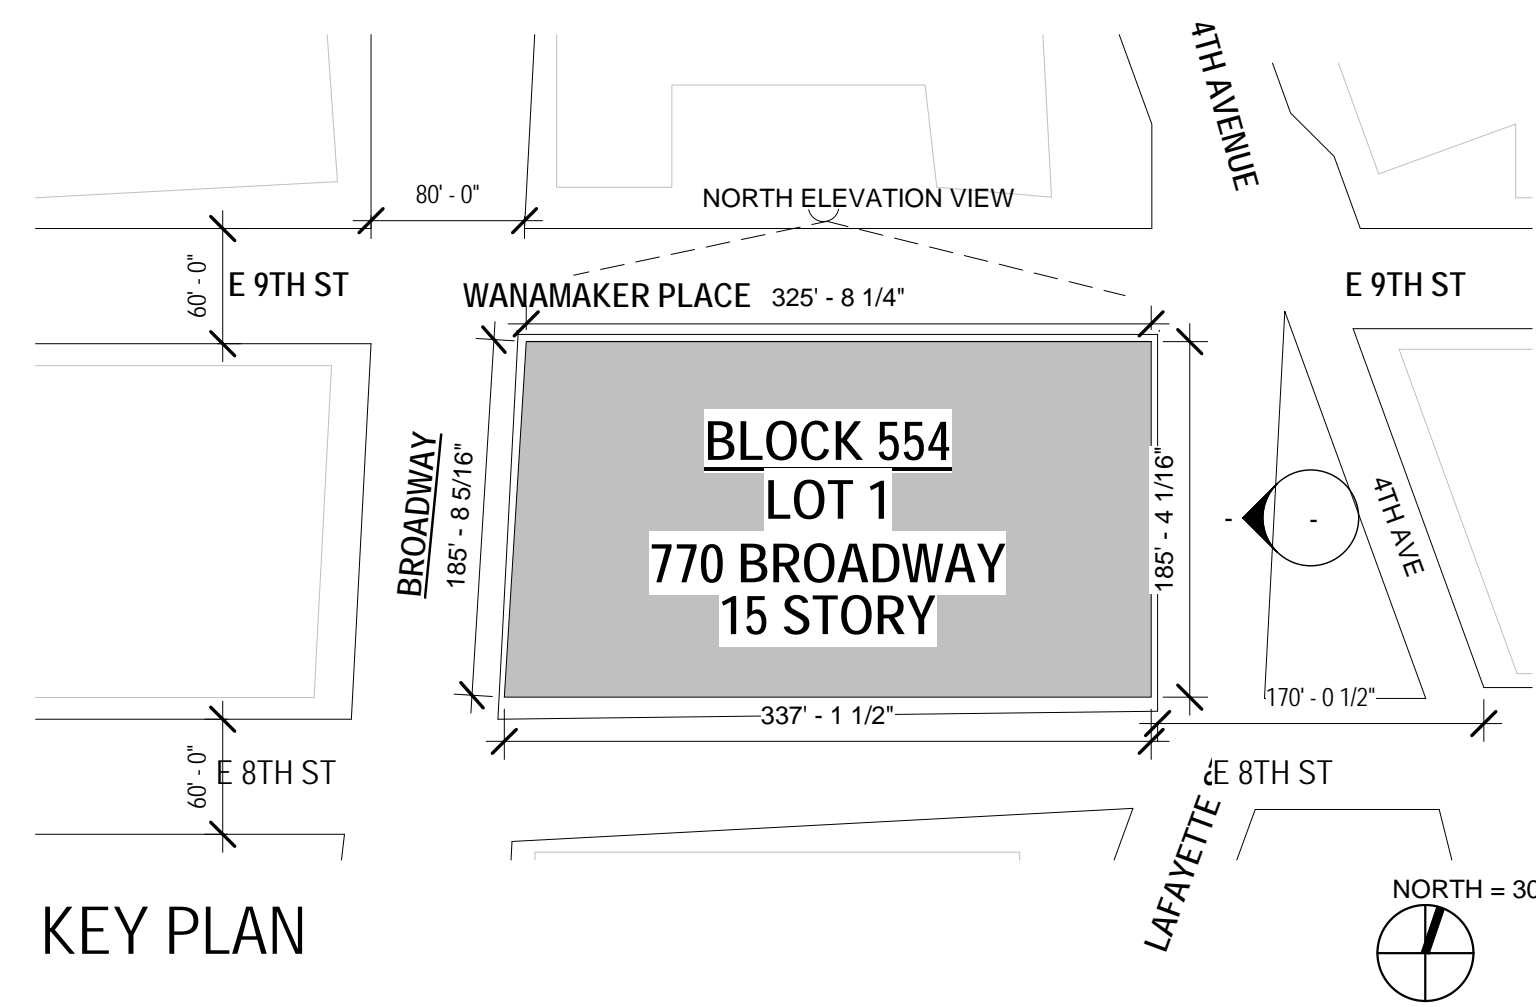 4TH AVENUE
80' - 0"
NORTH ELEVATION VIEW
60' - 0"
E 9TH ST
WANAMAKER PLACE
325' - 8 1/4"
E 9TH ST
BROADWAY
185' - 8 5/16"
BLOCK 554
LOT 1
770 BROADWAY
15 STORY
185' - 4 1/16"
-
-
4TH AVE
337' - 1 1/2"
170' - 0 1/2"
60' - 0"
E 8TH ST
E 8TH ST
LAFAYETTE
KEY PLAN
NORTH = 30